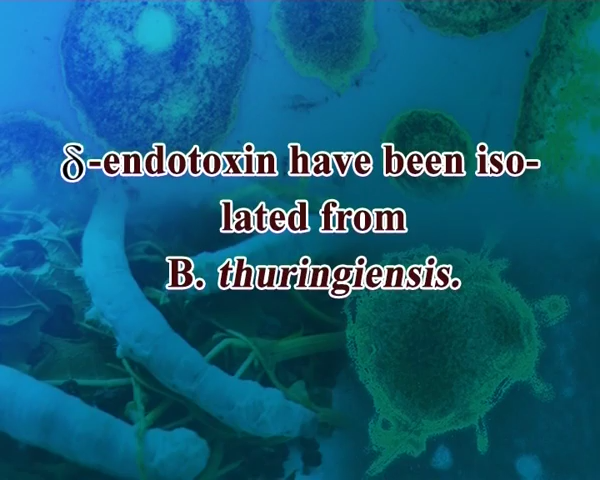 δ-endotoxin have been iso-
lated from
B. thuringiensis.